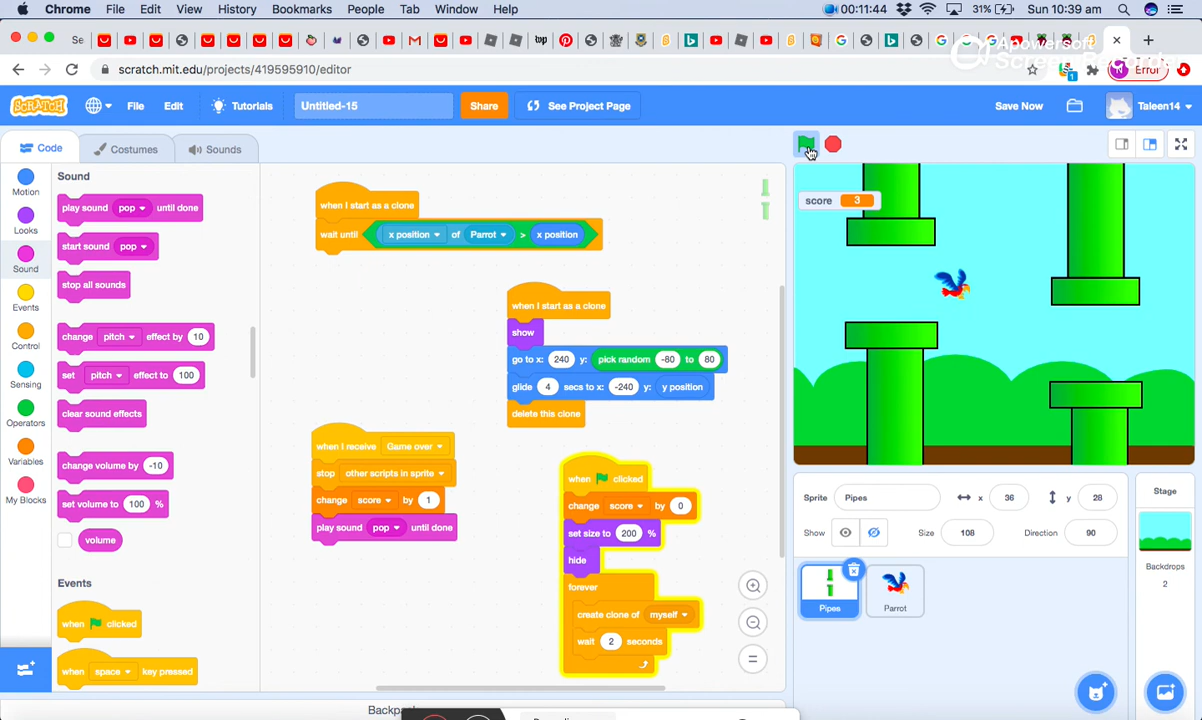 Chrome File Edit View History Bookmarks People Tab Window Help 00:11:44 31% Sun 10:39 am
Se
Apowersoft
scratch.mit.edu/projects/419595910/editor N Error
SCRATCH File Edit Tutorials Untitled-15 Share See Project Page Save Now Taleen14
Code Costumes Sounds
Motion
Looks
Sound
Events
Control
Sensing
Operators
Variables
My Blocks
Sound
play sound pop until done
start sound pop
stop all sounds
change pitch effect by 10
set pitch effect to 100
clear sound effects
change volume by -10
set volume to 100 %
volume
Events
when clicked
when space key pressed
when I start as a clone
wait until x position of Parrot > x position
when I start as a clone
show
go to x: 240 y: pick random -80 to 80
glide 4 secs to x: -240 y: y position
delete this clone
when I receive Game over
stop other scripts in sprite
change score by 1
play sound pop until done
when clicked
change score by 0
set size to 200 %
hide
forever
create clone of myself
wait 2 seconds
score 3
Sprite Pipes x 36 y 28
Show Size 108 Direction 90
Pipes Parrot
Stage
Backdrops
2